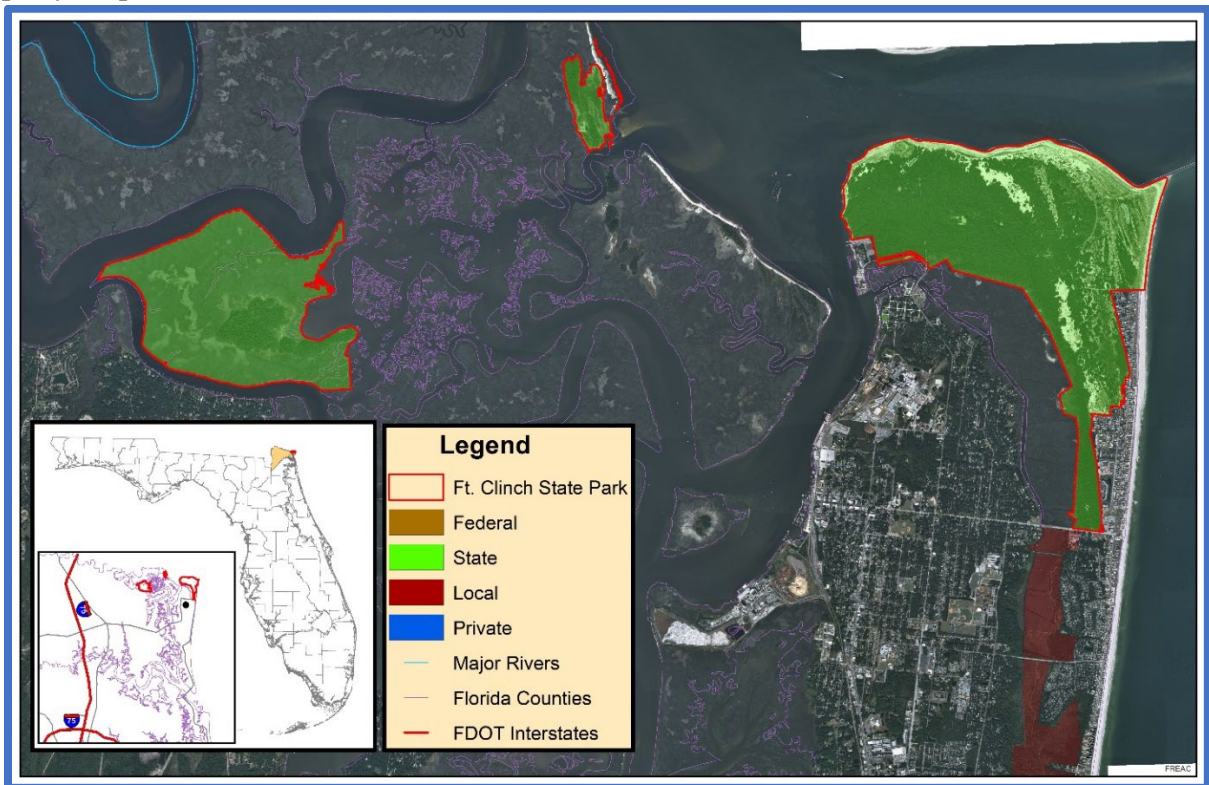 Legend
Ft. Clinch State Park
Federal
State
Local
Private
Major Rivers
Florida Counties
FDOT Interstates
75
FREAC